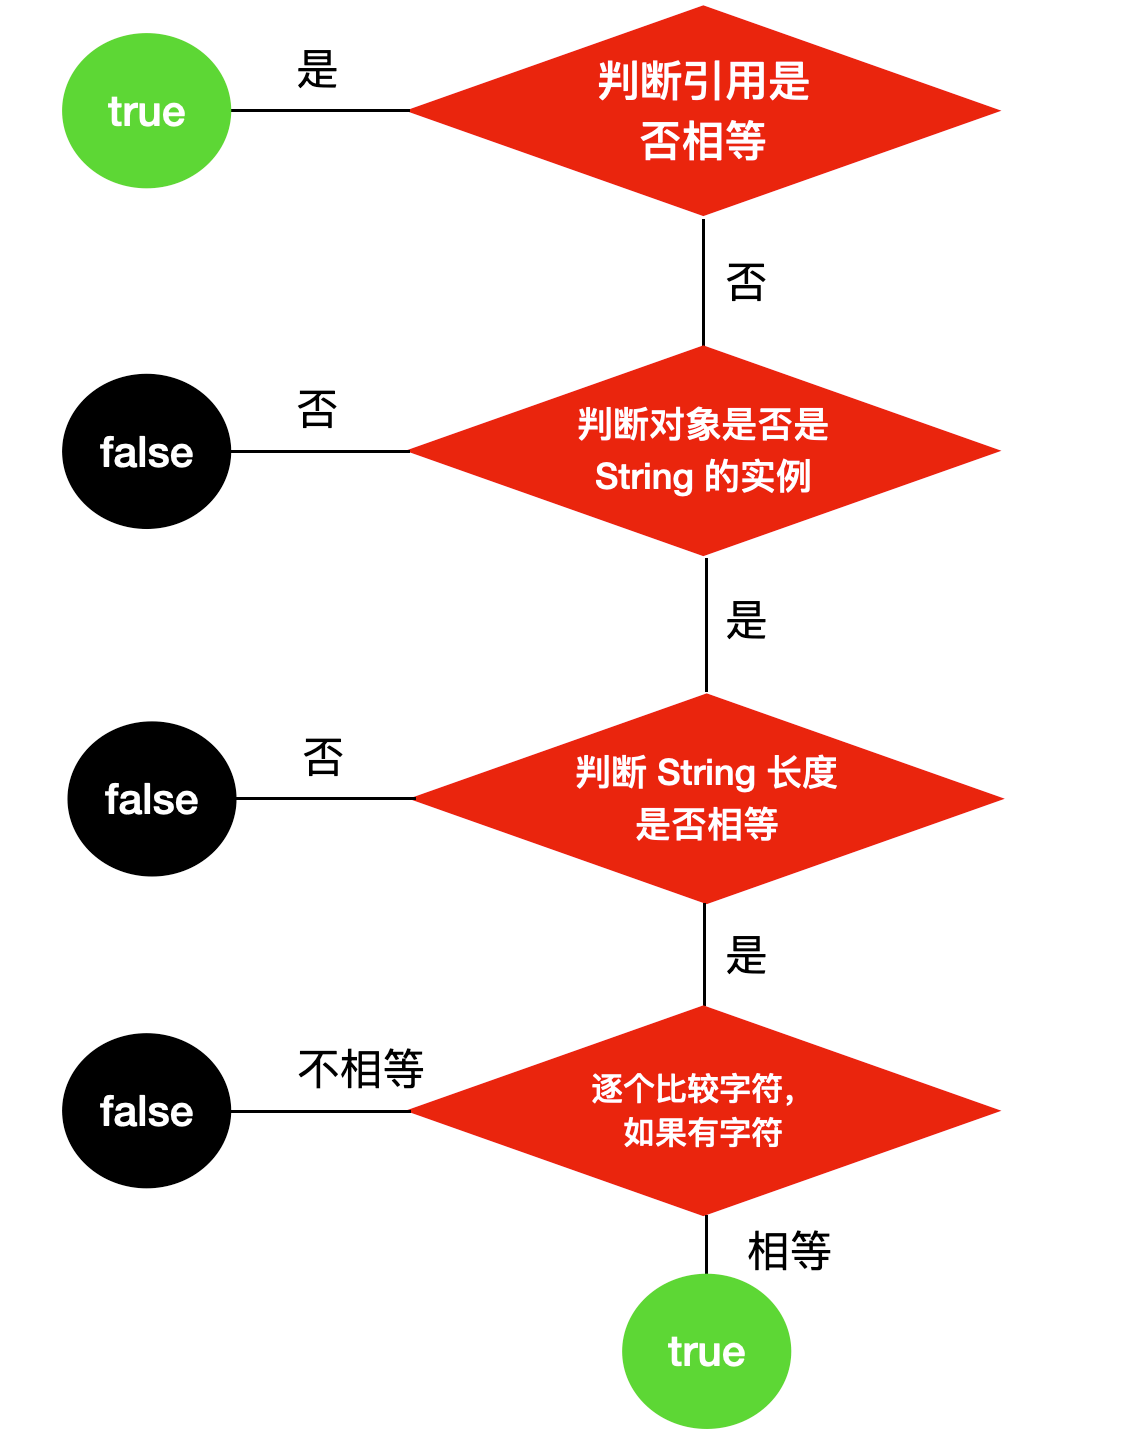 是
判断引用是
否相等
true
否
否
判断对象是否是
String 的实例
false
是
否
判断 String 长度
是否相等
false
是
不相等
逐个比较字符，
如果有字符
false
相等
true